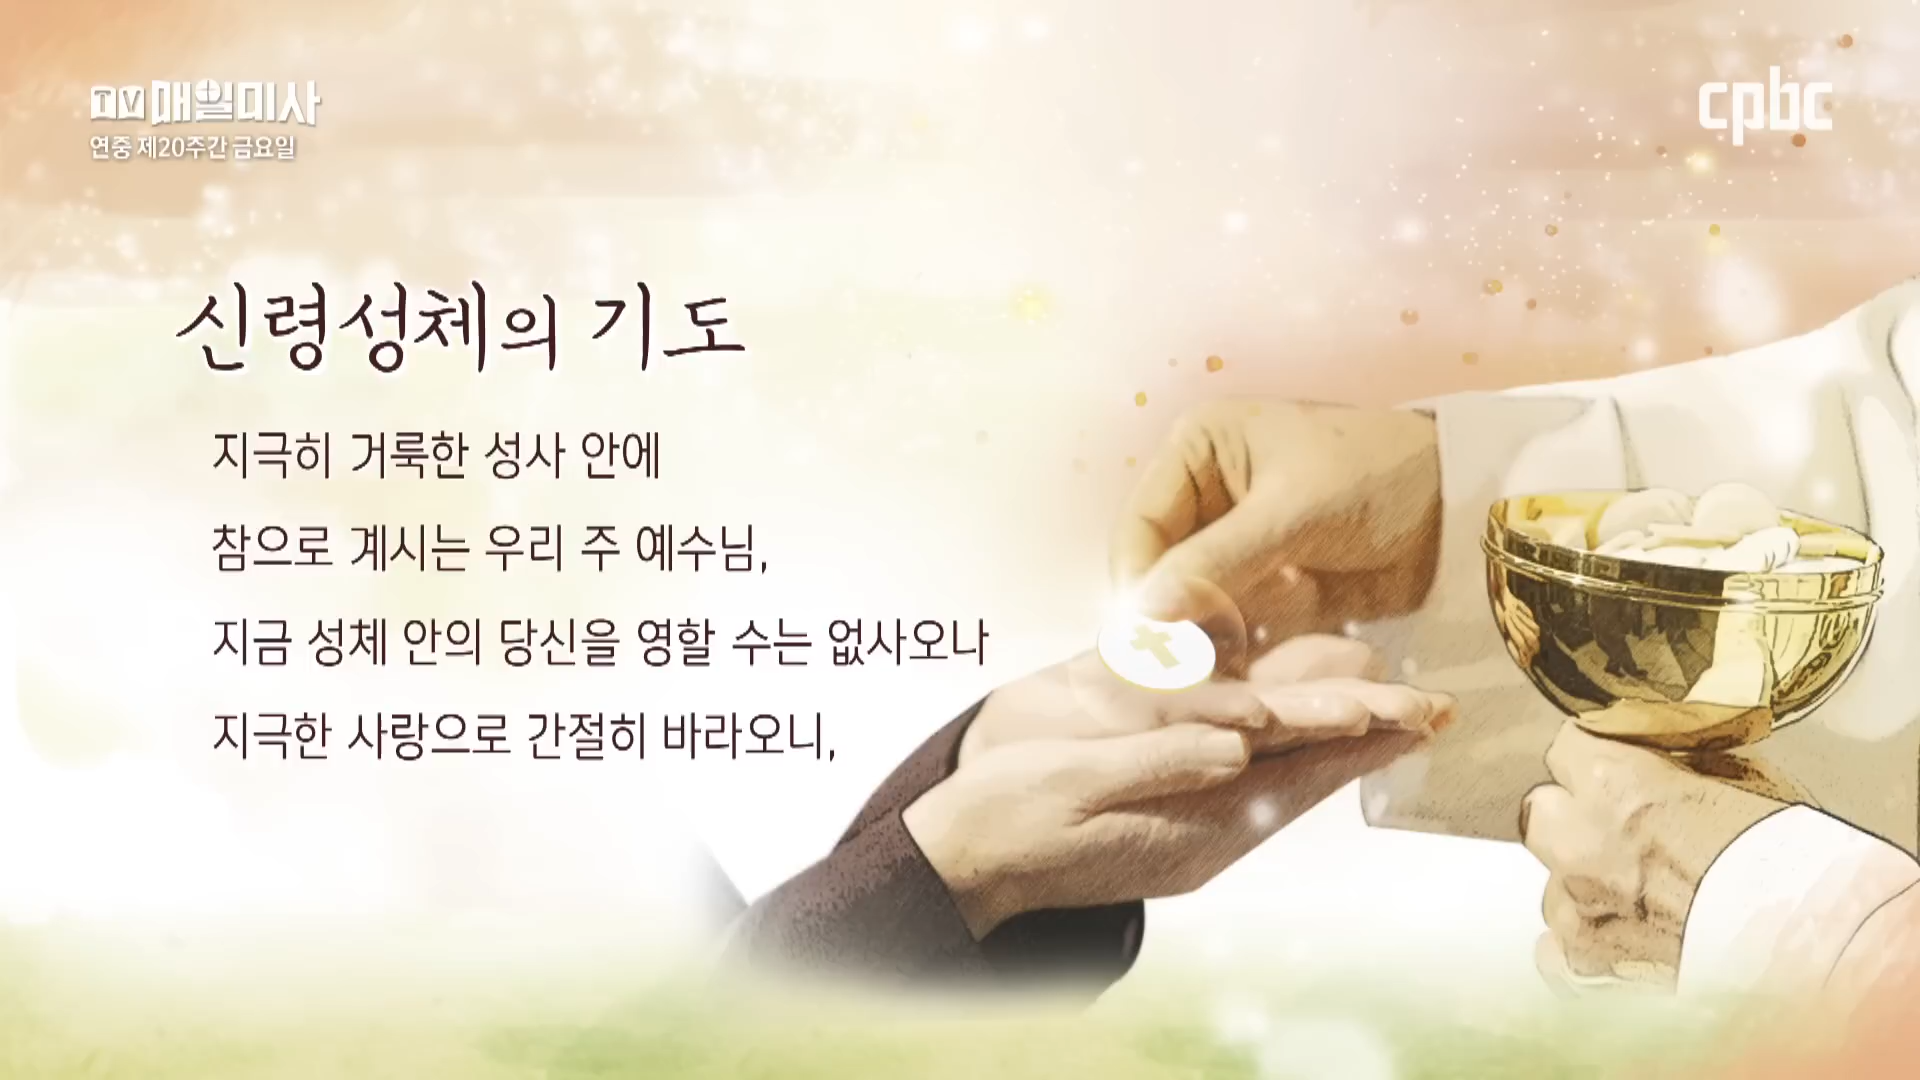 TV 매일미사
연중 제20주간 금요일
cpbc
신령성체의 기도
지극히 거룩한 성사 안에
참으로 계시는 우리 주 예수님,
지금 성체 안의 당신을 영할 수는 없사오나
지극한 사랑으로 간절히 바라오니,